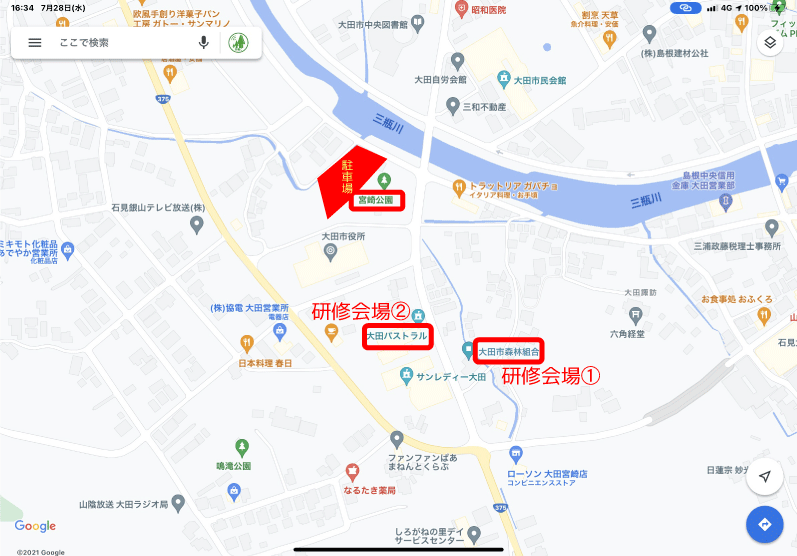 16:34 7月28日(水)
4G 100%
ここで検索
欧風手創り洋菓子パン
工房 ガトー・サンマリノ
大田市中央図書館
昭和医院
割烹 天草
魚介料理・安価
(株)島根建材公社
フィッ
大田自労会館
大田市民会館
三和不動産
375
三瓶川
駐車場
宮崎公園
トラットリア ガバチョ
イタリア料理・お手頃
島根中央信用
金庫 大田営業部
三瓶川
石見銀山テレビ放送(株)
大田市役所
三浦政藤税理士事務所
ミキモト化粧品
あでやか営業所
化粧品店
大田諏訪
お食事処 おふくろ
(株)協電 大田営業所
電器店
研修会場②
大田パストラル
六角経堂
石見大
大田市森林組合
研修会場①
日本料理 春日
サンレディー大田
ファンファンばあ
まねんとくらぶ
鳴滝公園
なるたき薬局
ローソン 大田宮崎店
コンビニエンスストア
日蓮宗 妙
山陰放送 大田ラジオ局
375
しろがねの里デイ
サービスセンター
Google
©2021 Google